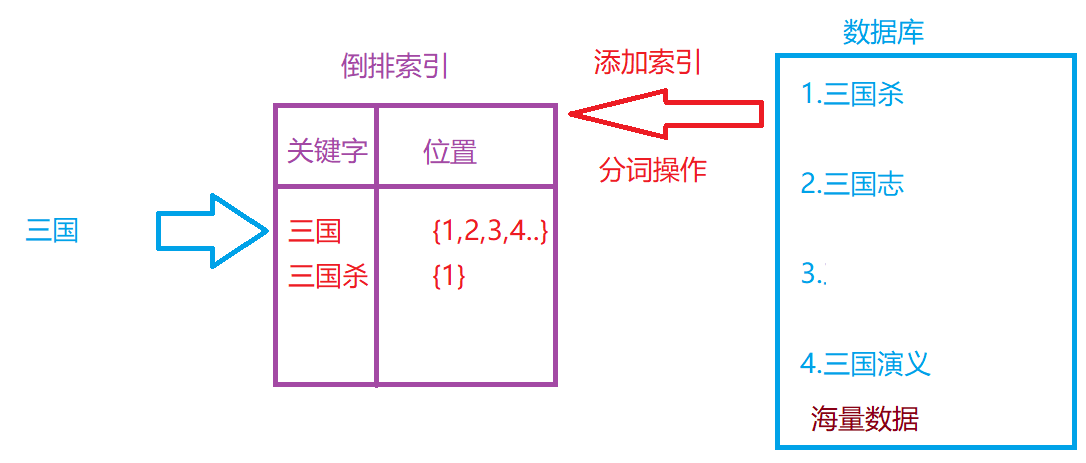 数据库
倒排索引
添加索引
1.三国杀
关键字 位置
分词操作
2.三国志
三国
三国 {1,2,3,4..}
三国杀 {1}
3.
4.三国演义
海量数据